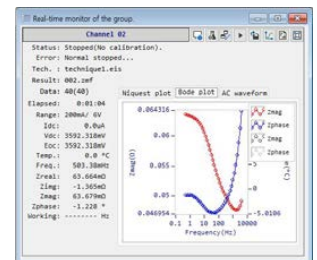 Real-time monitor of the group.
Channel 02
Status: Stopped(No calibration).
Error: Normal stopped...
Tech. : technique1.eis
Result: 002.zmf
Data: 40(40)
Niquest plot Bode plot AC waveform
Elapsed: 0:01:04
Range: 200mA/ 6V
Idc: 0.0uA
Vdc: 3592.318mV
Eoc: 3592.318mV
Temp.: 0.0 °C
Freq.: 503.38mHz
Zreal: 63.664mΩ
Zimg: -1.365mΩ
Zmag: 63.679mΩ
Zphase: -1.228 °
Working: -------- Hz
0.064316
0.06
0.055
0.05
0.046954
Zmag(Ω)
0.1 1 10 100 10000
Frequency(Hz)
0
-5.0106
Zmag
Zphase
Zmag
Zphase